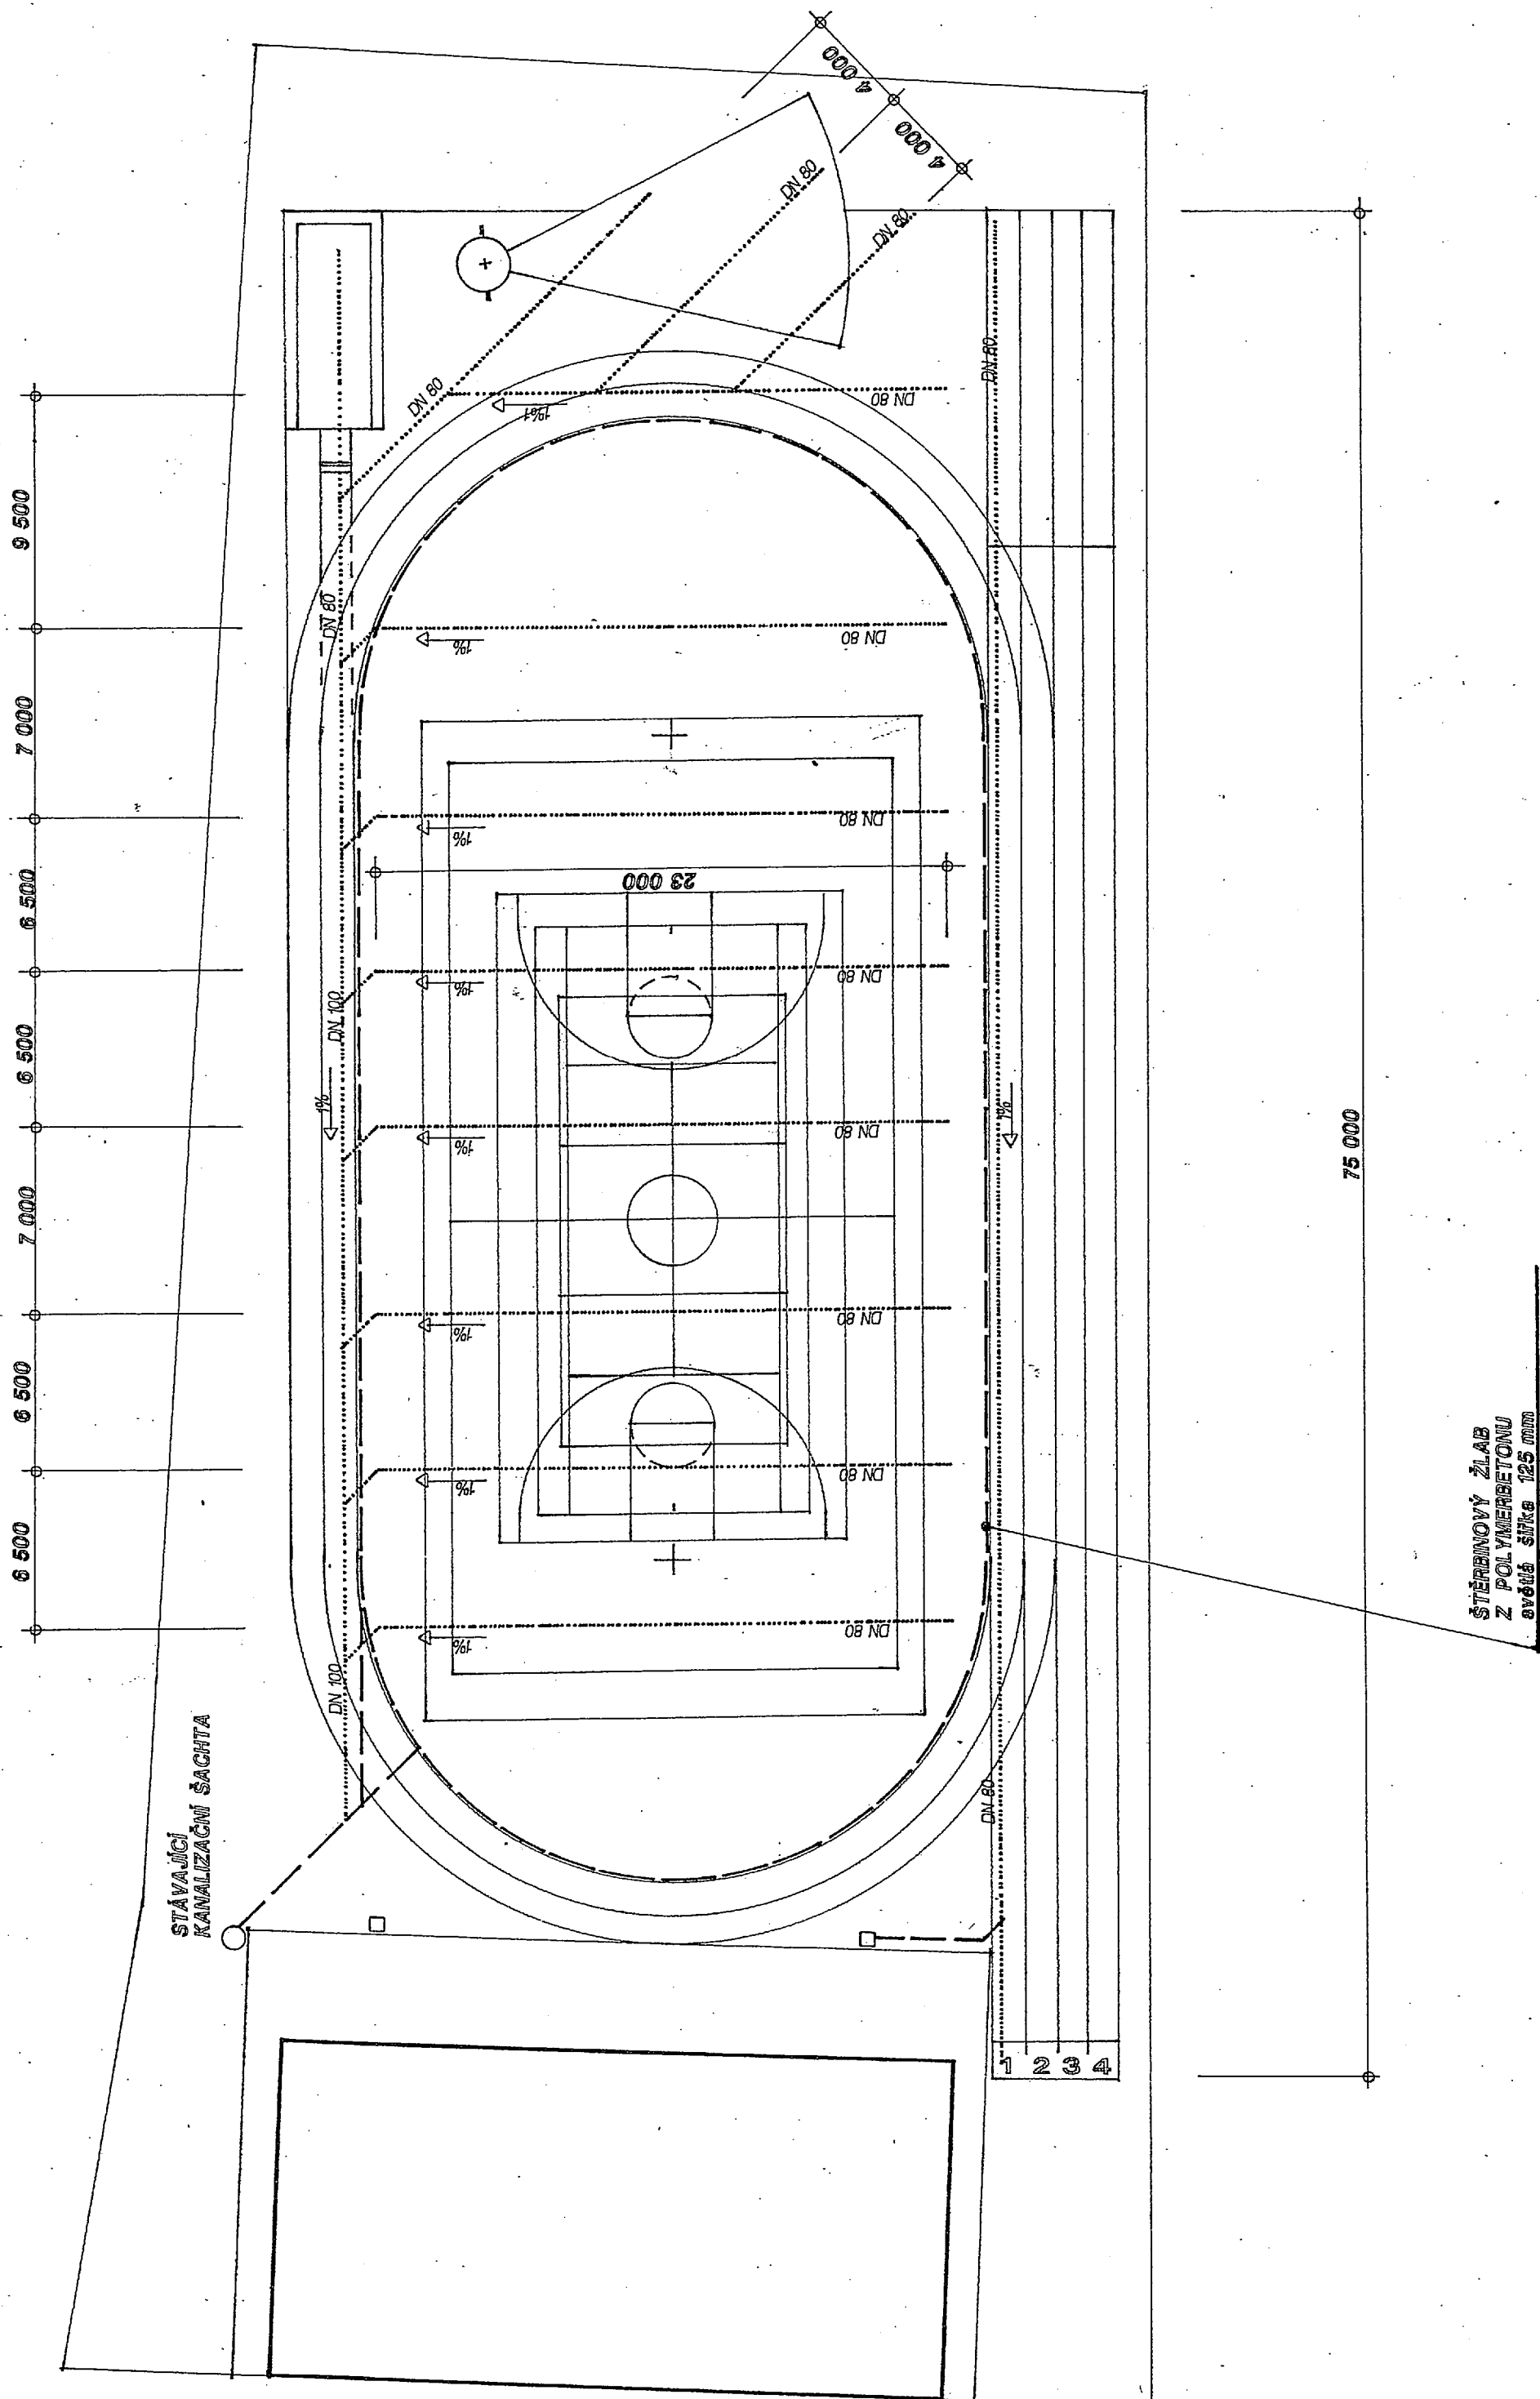 4 000
4 000
DN 80
DN 80
DN 80
DN 80
DN 80
1%
DN 80
9 500
DN 80
1%
DN 80
7 000
1%
DN 80
23 000
6 500
1%
DN 80
DN 100
6 500
1%
1%
1%
DN 80
75 000
7 000
1%
DN 80
6 500
1%
DN 80
6 500
1%
DN 80
DN 100
ŠTĚRBINOVÝ ŽLAB
Z POLYMERBETONU
světlá šířka 125 mm
STÁVAJÍCÍ
KANALIZAČNÍ ŠACHTA
DN 80
1 2 3 4